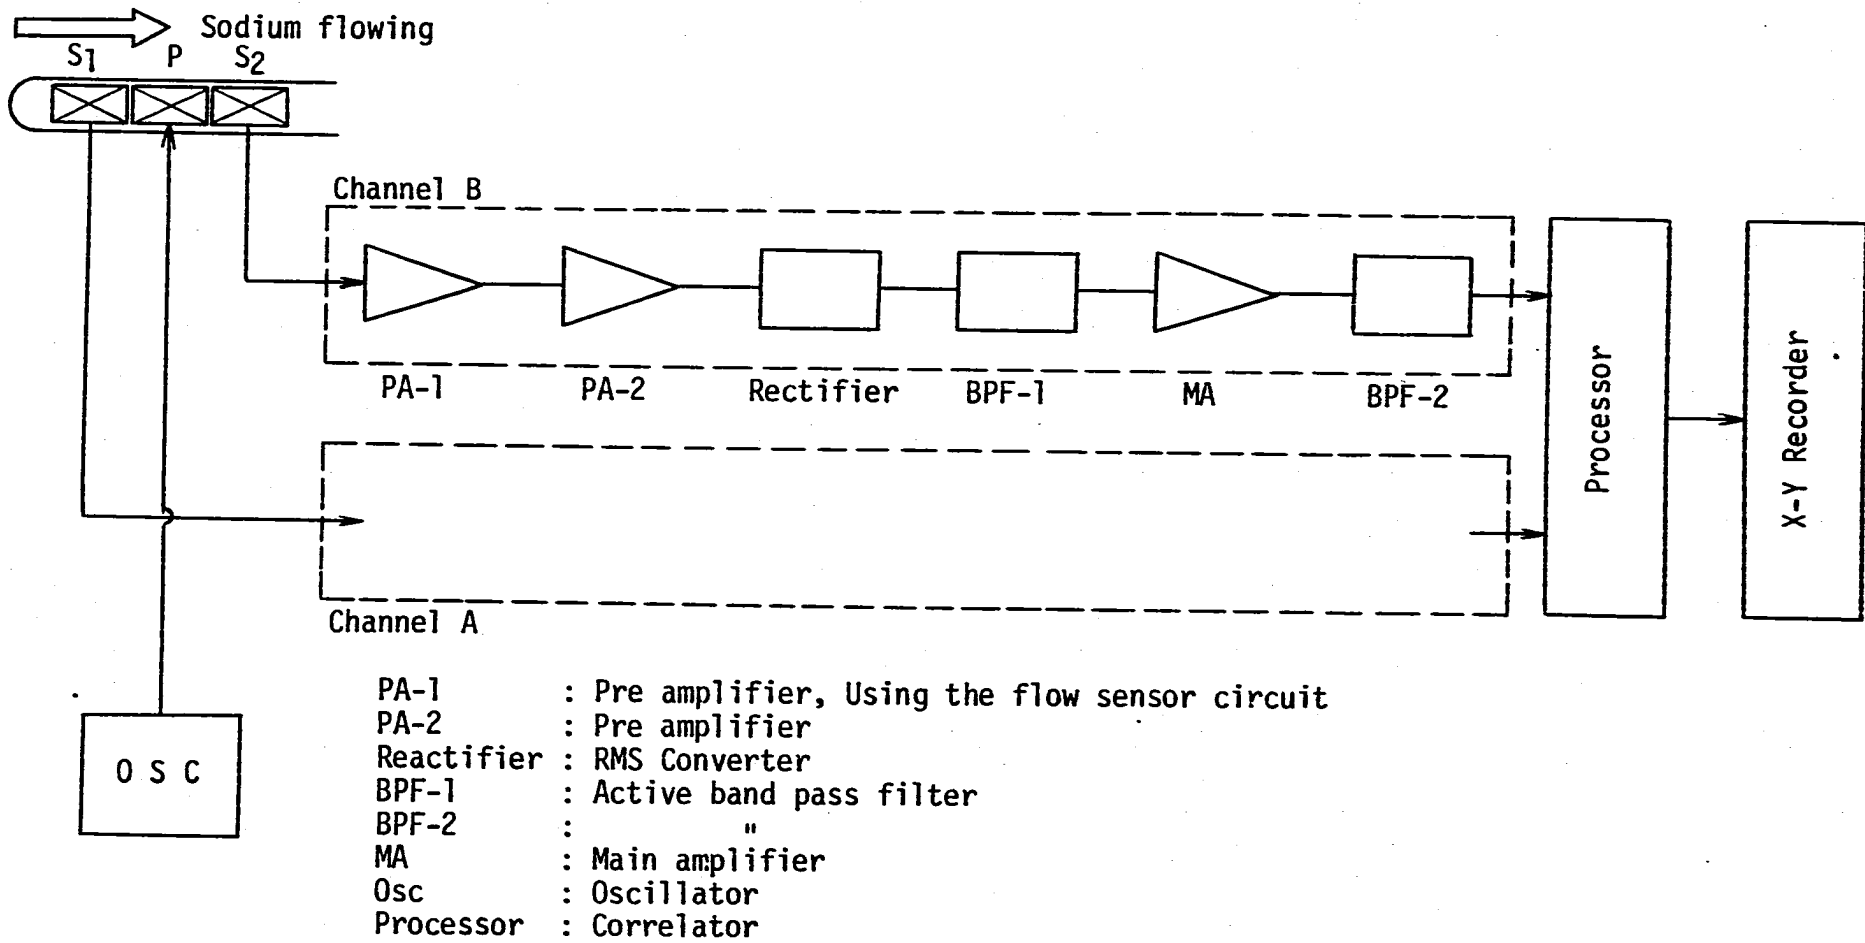 Sodium flowing
S1 P S2
Channel B
PA-1 PA-2 Rectifier BPF-1 MA BPF-2
Processor
X-Y Recorder
Channel A
OSC
PA-1 : Pre amplifier, Using the flow sensor circuit
PA-2 : Pre amplifier
Reactifier : RMS Converter
BPF-1 : Active band pass filter
BPF-2 : "
MA : Main amplifier
Osc : Oscillator
Processor : Correlator